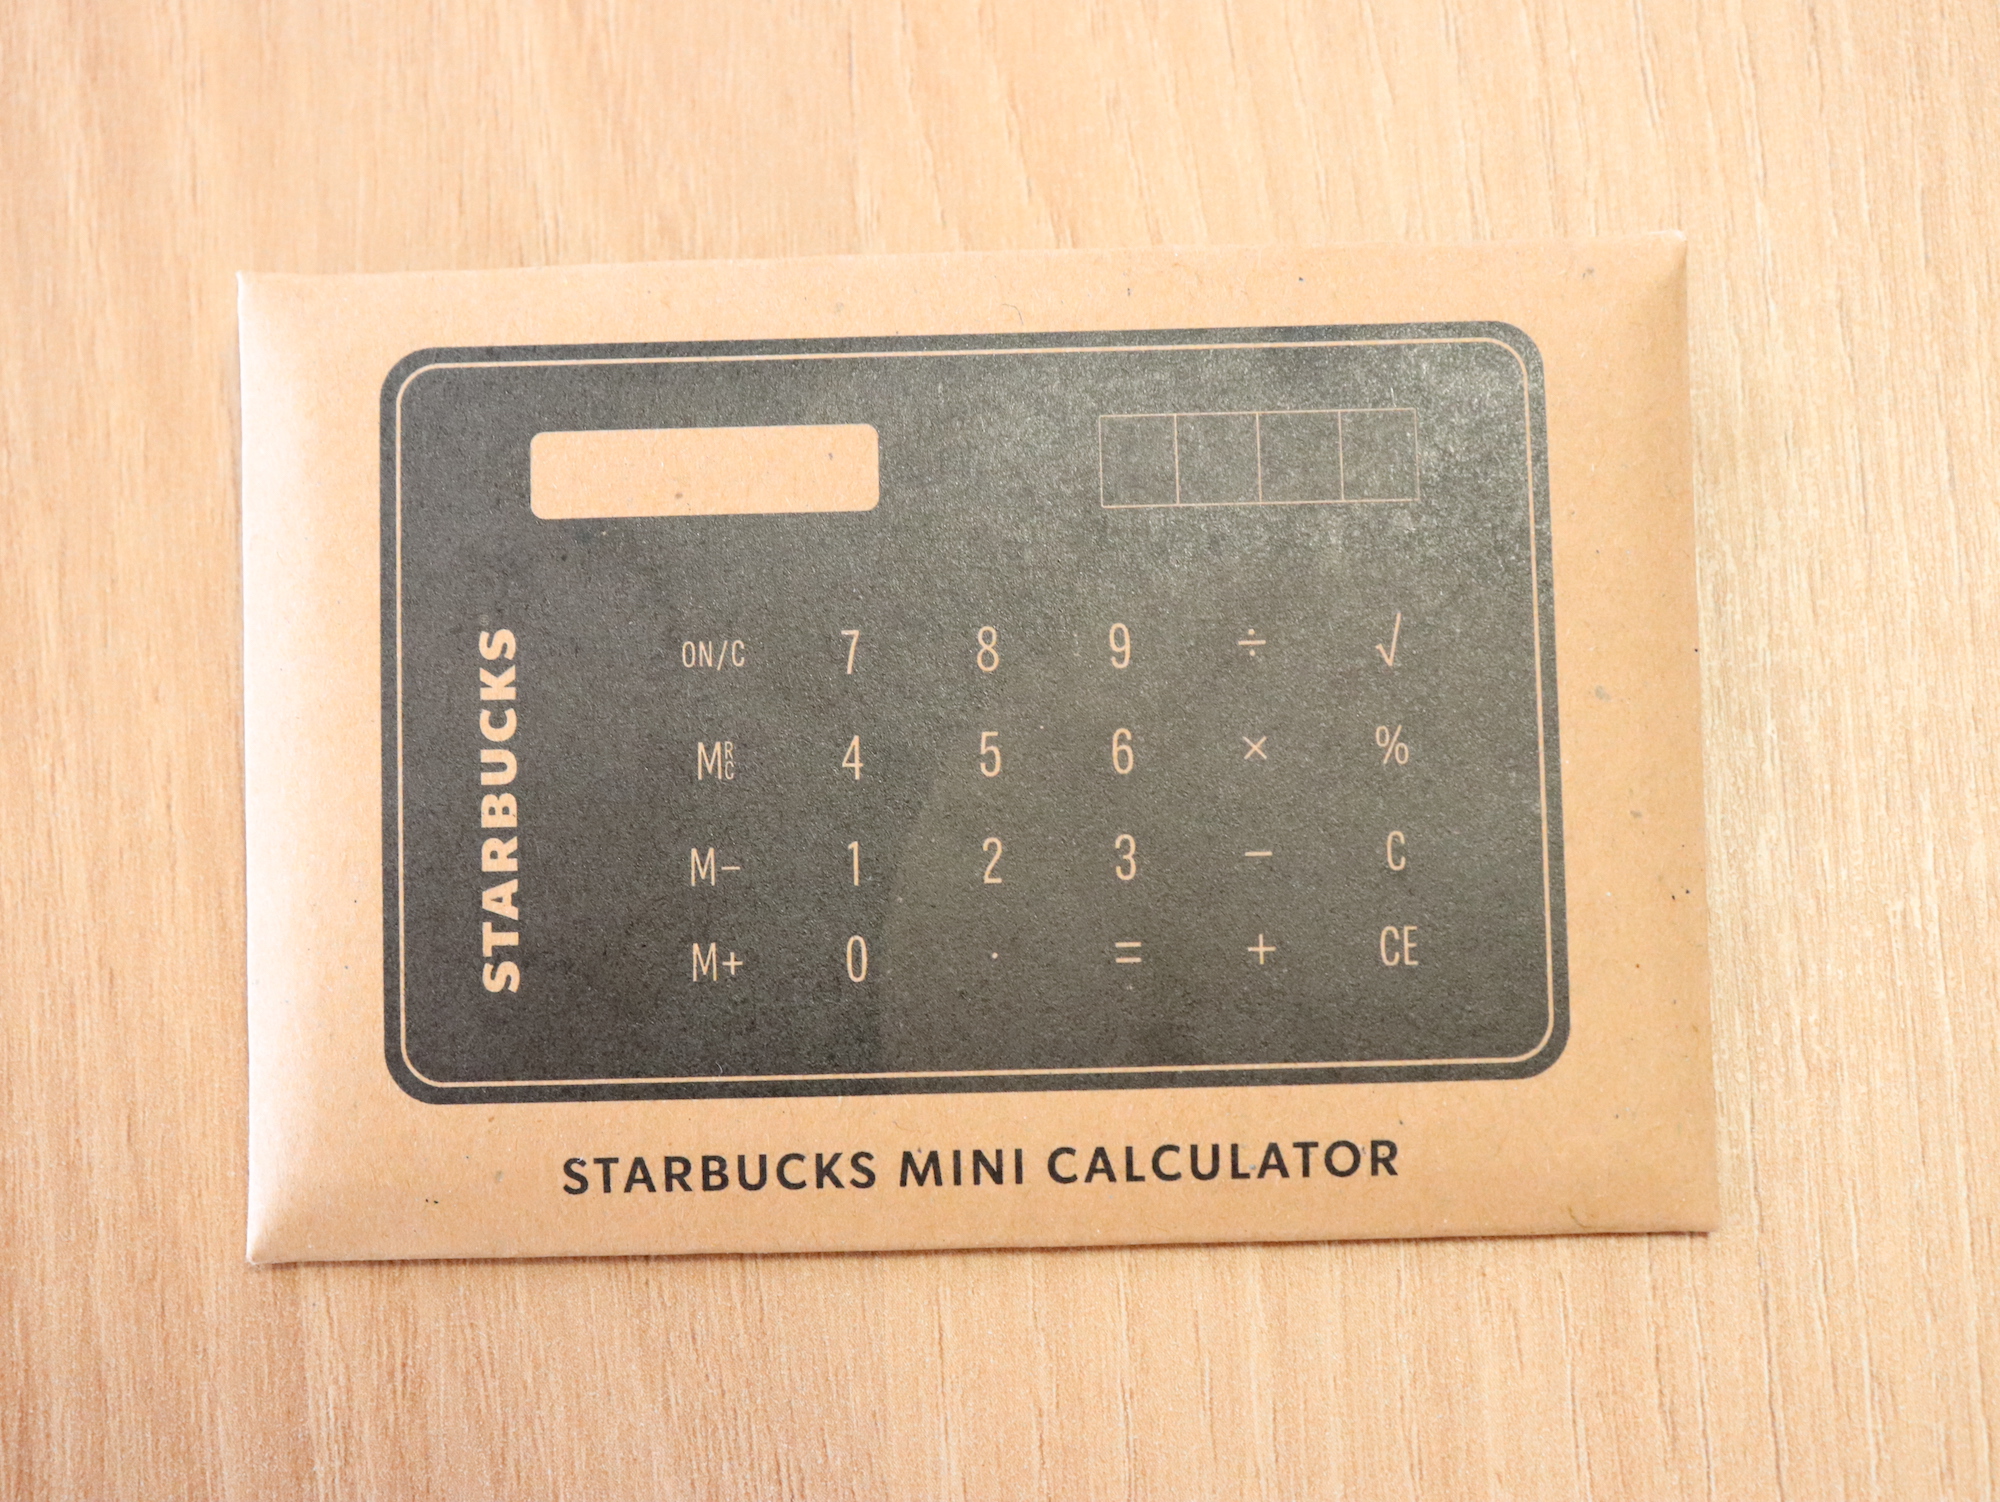 STARBUCKS
ON/C 7 8 9 ÷ √
MRC 4 5 6 × %
M− 1 2 3 − C
M+ 0 · = + CE
STARBUCKS MINI CALCULATOR